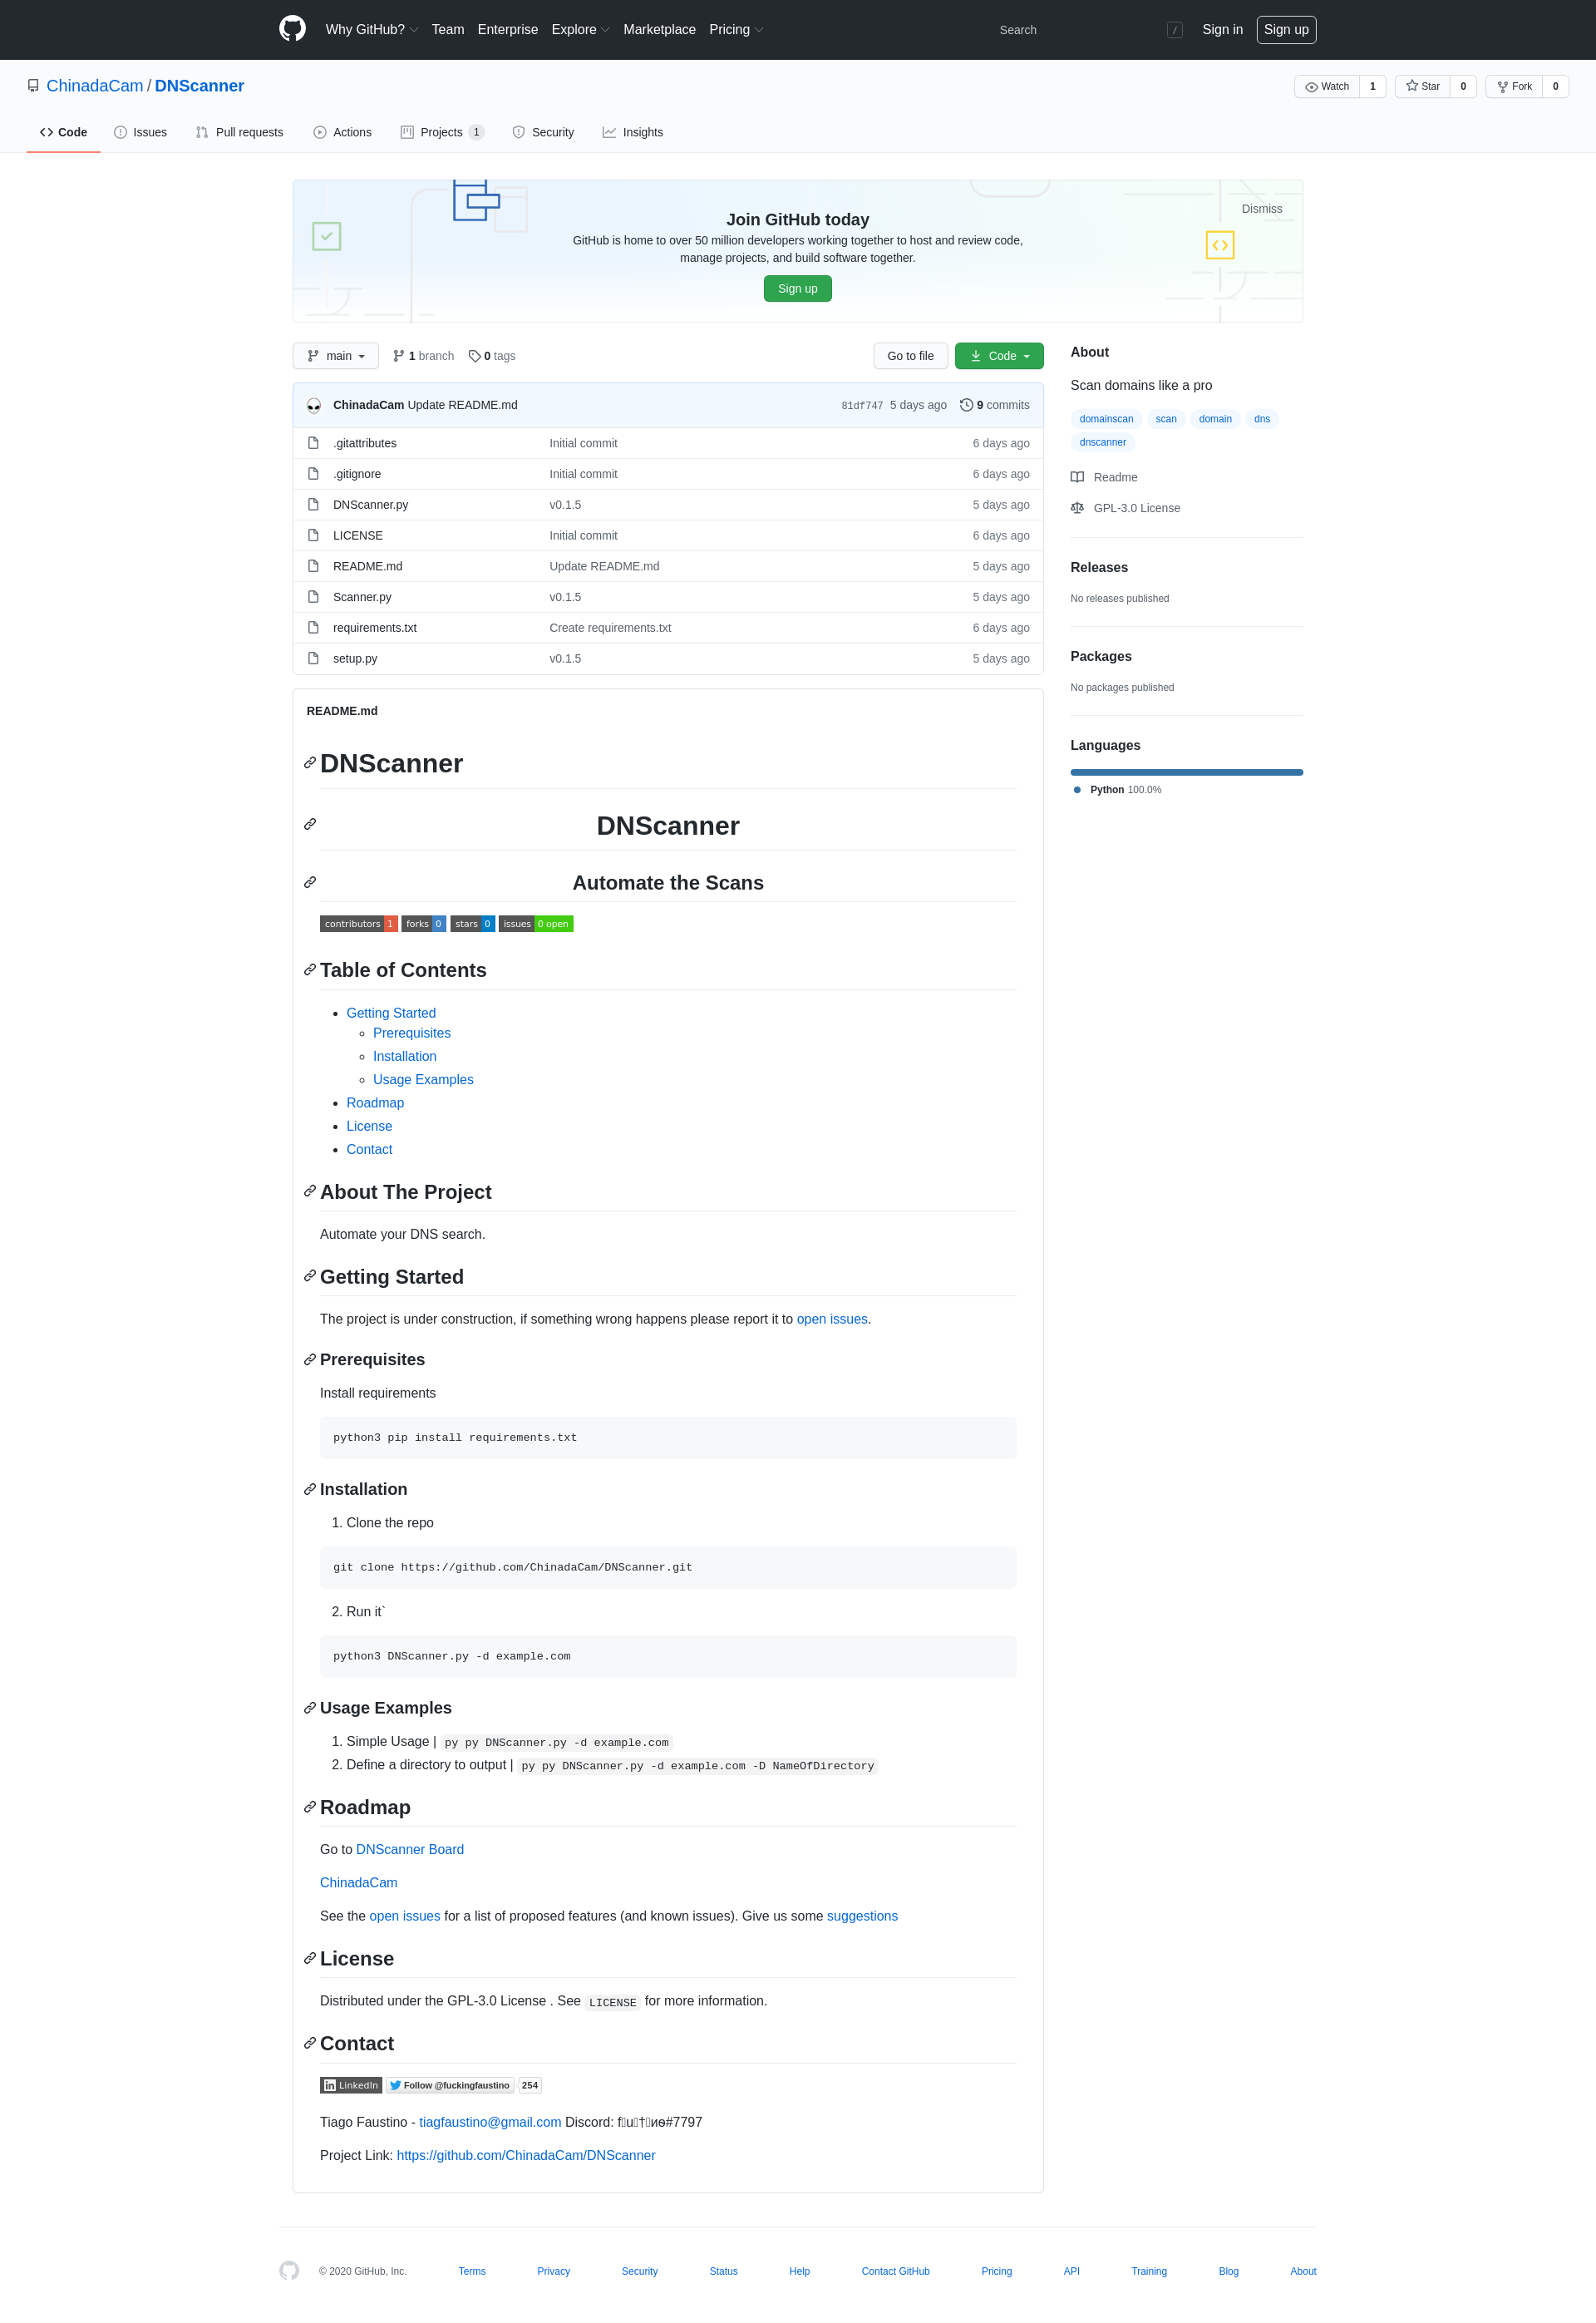 Why GitHub? Team Enterprise Explore Marketplace Pricing Search / Sign in Sign up
ChinadaCam / DNScanner Watch 1 Star 0 Fork 0
Code Issues Pull requests Actions Projects 1 Security Insights
Dismiss
Join GitHub today
GitHub is home to over 50 million developers working together to host and review code,
manage projects, and build software together.
Sign up
main 1 branch 0 tags Go to file Code
ChinadaCam Update README.md 81df747 5 days ago 9 commits
.gitattributes Initial commit 6 days ago
.gitignore Initial commit 6 days ago
DNScanner.py v0.1.5 5 days ago
LICENSE Initial commit 6 days ago
README.md Update README.md 5 days ago
Scanner.py v0.1.5 5 days ago
requirements.txt Create requirements.txt 6 days ago
setup.py v0.1.5 5 days ago
README.md
DNScanner
DNScanner
Automate the Scans
contributors 1 forks 0 stars 0 issues 0 open
Table of Contents
Getting Started
Prerequisites
Installation
Usage Examples
Roadmap
License
Contact
About The Project
Automate your DNS search.
Getting Started
The project is under construction, if something wrong happens please report it to open issues.
Prerequisites
Install requirements
python3 pip install requirements.txt
Installation
1. Clone the repo
git clone https://github.com/ChinadaCam/DNScanner.git
2. Run it`
python3 DNScanner.py -d example.com
Usage Examples
1. Simple Usage | py py DNScanner.py -d example.com
2. Define a directory to output | py py DNScanner.py -d example.com -D NameOfDirectory
Roadmap
Go to DNScanner Board
ChinadaCam
See the open issues for a list of proposed features (and known issues). Give us some suggestions
License
Distributed under the GPL-3.0 License . See LICENSE for more information.
Contact
LinkedIn Follow @fuckingfaustino 254
Tiago Faustino - tiagfaustino@gmail.com Discord:
Project Link: https://github.com/ChinadaCam/DNScanner
About
Scan domains like a pro
domainscan scan domain dns
dnscanner
Readme
GPL-3.0 License
Releases
No releases published
Packages
No packages published
Languages
Python 100.0%
© 2020 GitHub, Inc. Terms Privacy Security Status Help Contact GitHub Pricing API Training Blog About